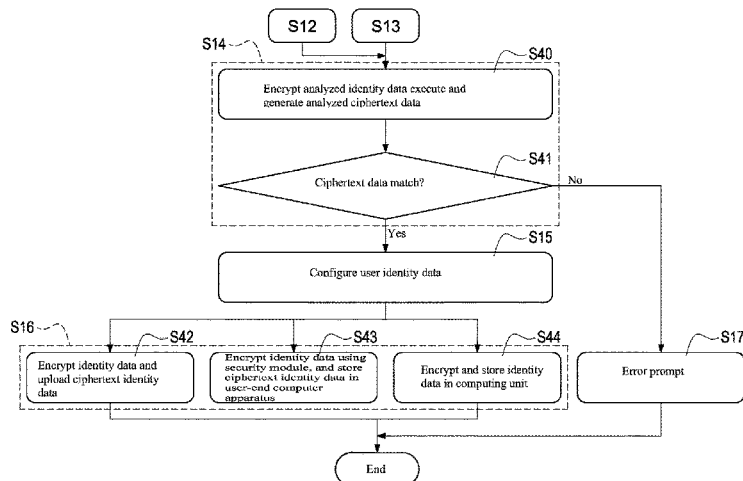 S12
S13
S14
S40
Encrypt analyzed identity data execute and
generate analyzed ciphertext data
S41
Ciphertext data match?
No
Yes
S15
Configure user identity data
S16
S42
S43
S44
S17
Encrypt identity data and
upload ciphertext identity
data
Encrypt identity data using
security module, and store
ciphertext identity data in
user-end computer
apparatus
Encrypt and store identity
data in computing unit
Error prompt
End